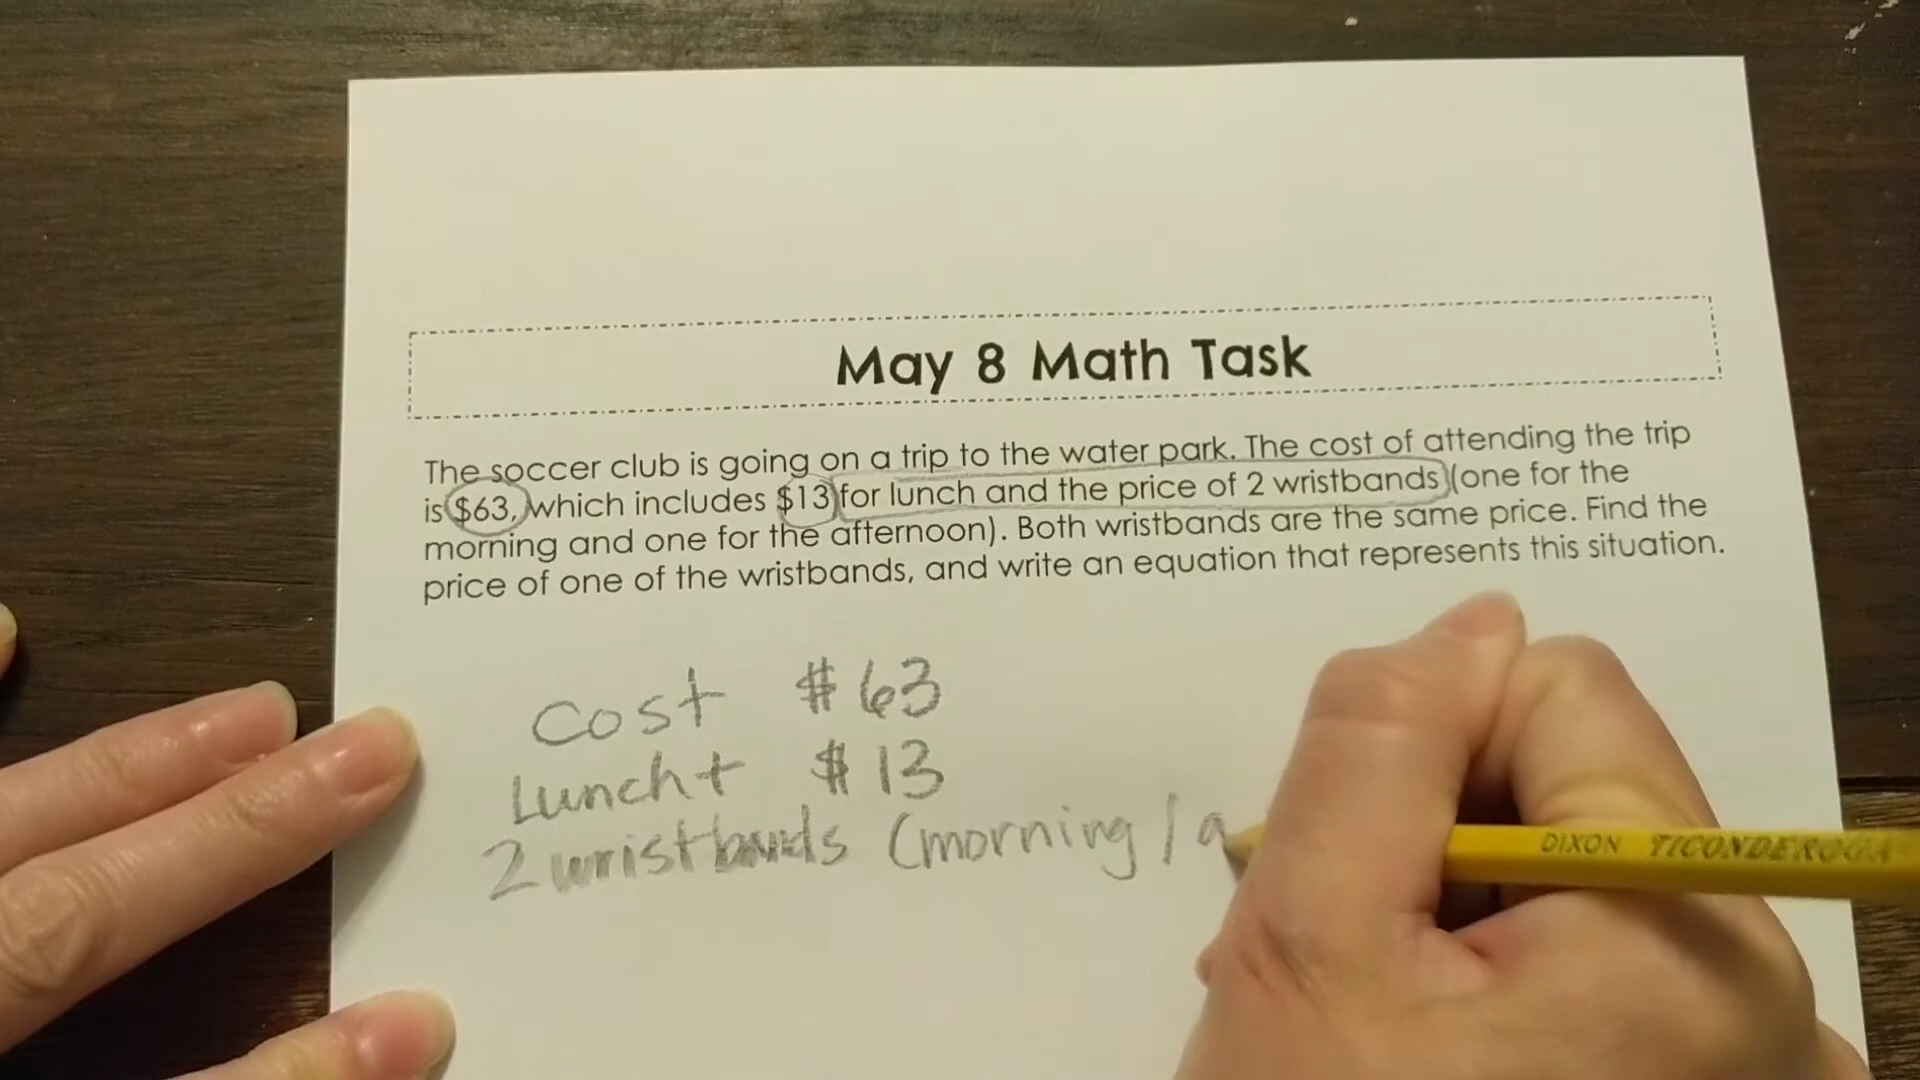 May 8 Math Task
The soccer club is going on a trip to the water park. The cost of attending the trip
is $63, which includes $13 for lunch and the price of 2 wristbands (one for the
morning and one for the afternoon). Both wristbands are the same price. Find the
price of one of the wristbands, and write an equation that represents this situation.
Cost $63
Lunch+ $13
2 wristbands (morning / a
DIXON TICONDEROGA